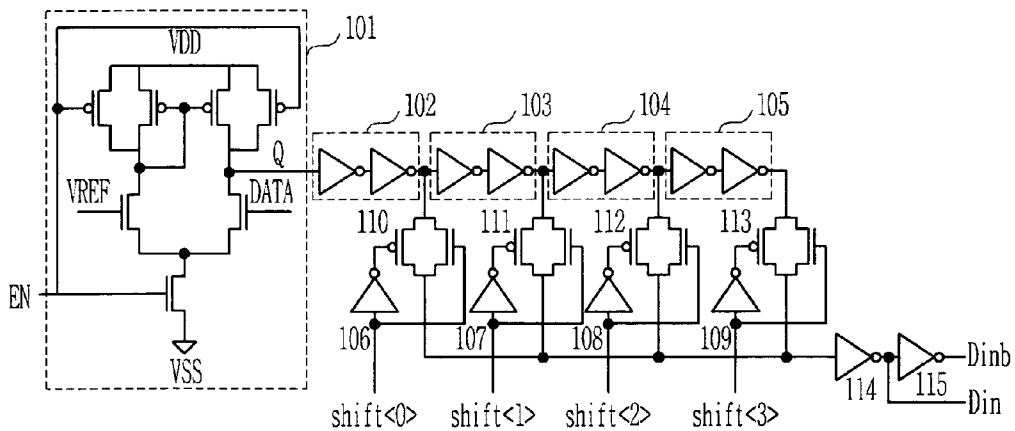 101
VDD
102
103
104
105
Q
VREF
DATA
110
111
112
113
EN
106
107
108
109
VSS
114
115
Dinb
Din
shift<0>
shift<1>
shift<2>
shift<3>